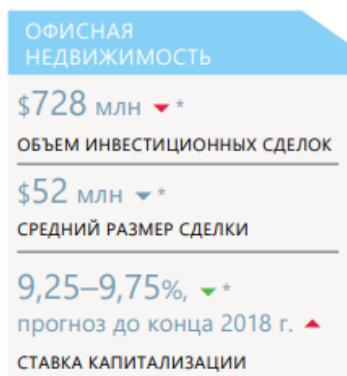 ОФИСНАЯ
НЕДВИЖИМОСТЬ
$728 млн ▼ *
ОБЪЕМ ИНВЕСТИЦИОННЫХ СДЕЛОК
$52 млн ▼ *
СРЕДНИЙ РАЗМЕР СДЕЛКИ
9,25–9,75%, ▼ *
прогноз до конца 2018 г. ▲
СТАВКА КАПИТАЛИЗАЦИИ